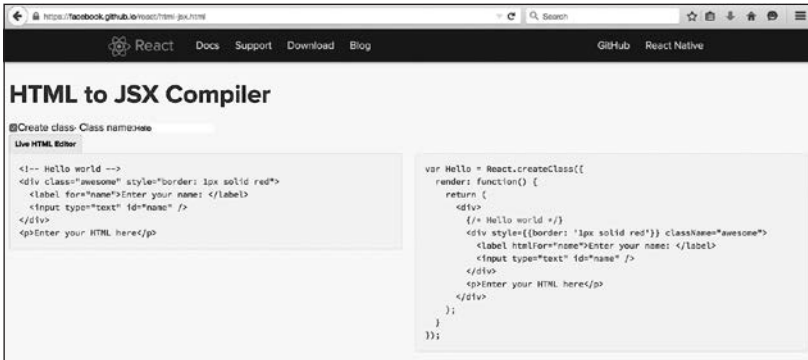 https://facebook.github.io/react/html-jsx.html
Search
React Docs Support Download Blog GitHub React Native
HTML to JSX Compiler
Create class· Class name:Hello
Live HTML Editor
<!-- Hello world -->
<div class="awesome" style="border: 1px solid red">
<label for="name">Enter your name: </label>
<input type="text" id="name" />
</div>
<p>Enter your HTML here</p>
var Hello = React.createClass({
render: function() {
return (
<div>
{/* Hello world */}
<div style={{border: '1px solid red'}} className="awesome">
<label htmlFor="name">Enter your name: </label>
<input type="text" id="name" />
</div>
<p>Enter your HTML here</p>
</div>
);
}
});